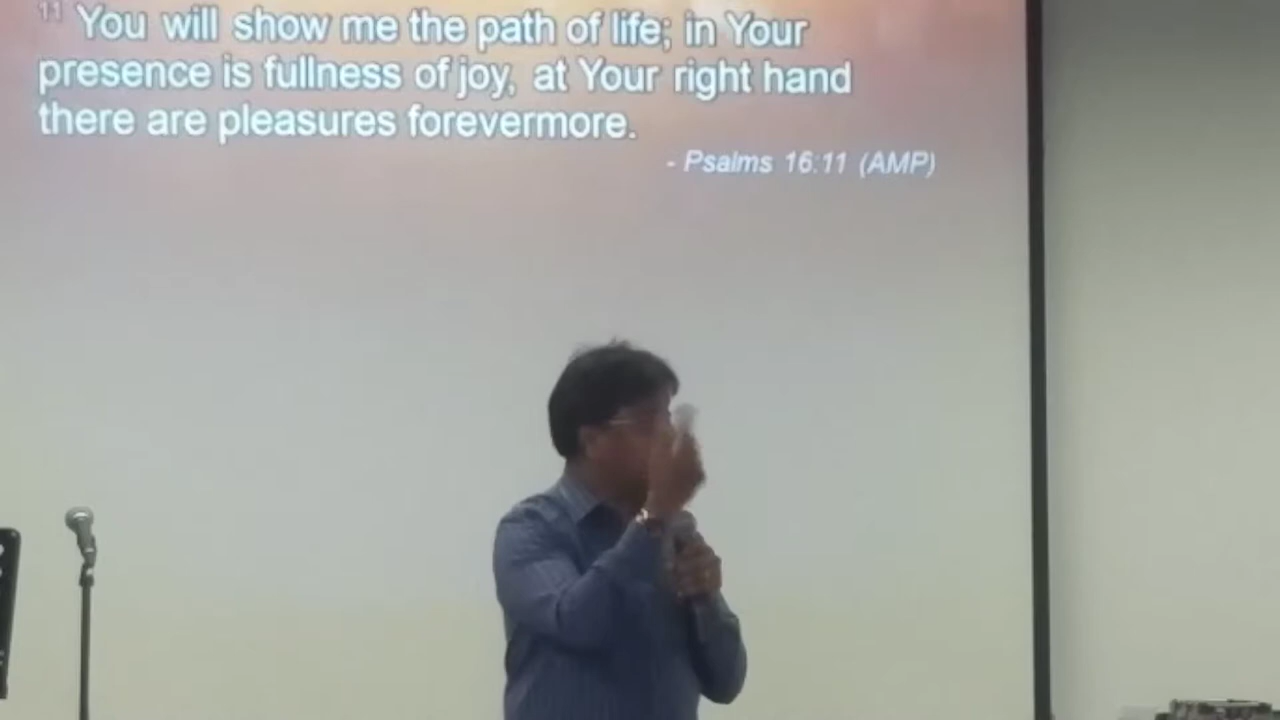 11 You will show me the path of life; in Your
presence is fullness of joy, at Your right hand
there are pleasures forevermore.
- Psalms 16:11 (AMP)